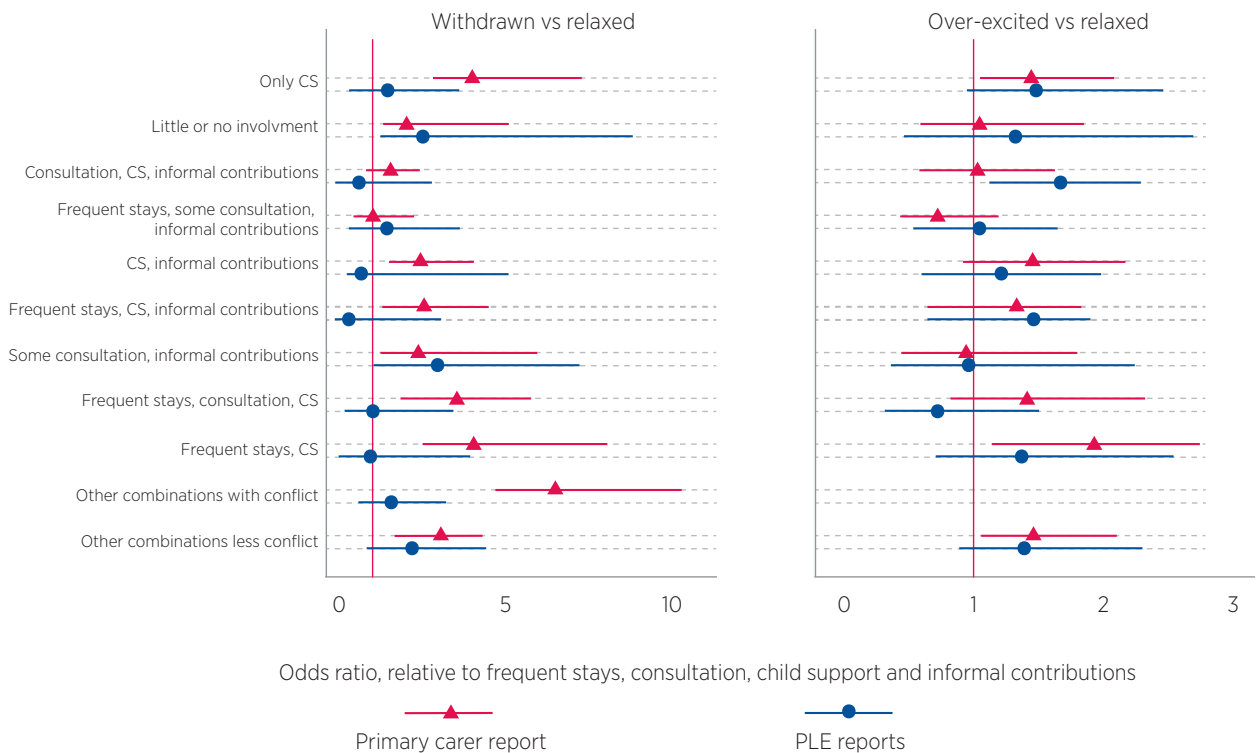 Withdrawn vs relaxed
Over-excited vs relaxed
Only CS
Little or no involvment
Consultation, CS, informal contributions
Frequent stays, some consultation,
informal contributions
CS, informal contributions
Frequent stays, CS, informal contributions
Some consultation, informal contributions
Frequent stays, consultation, CS
Frequent stays, CS
Other combinations with conflict
Other combinations less conflict
0 5 10
0 1 2 3
Odds ratio, relative to frequent stays, consultation, child support and informal contributions
Primary carer report
PLE reports